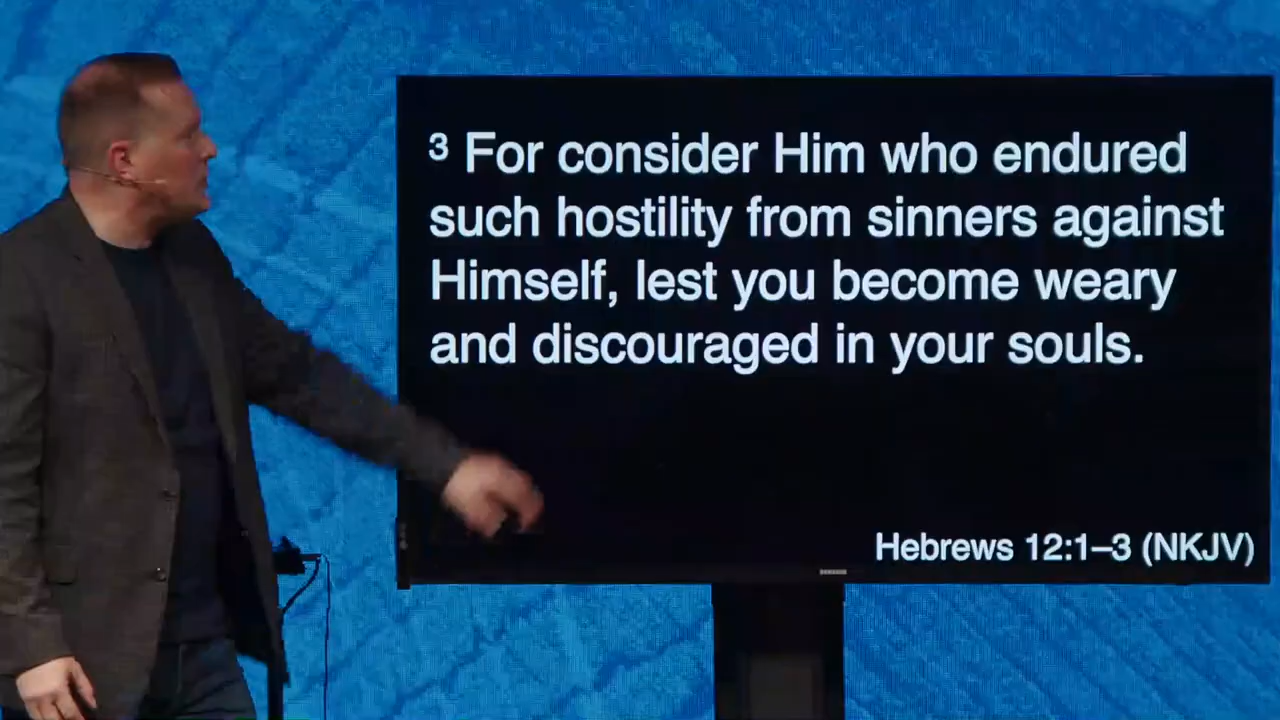 ³ For consider Him who endured
such hostility from sinners against
Himself, lest you become weary
and discouraged in your souls.
Hebrews 12:1–3 (NKJV)